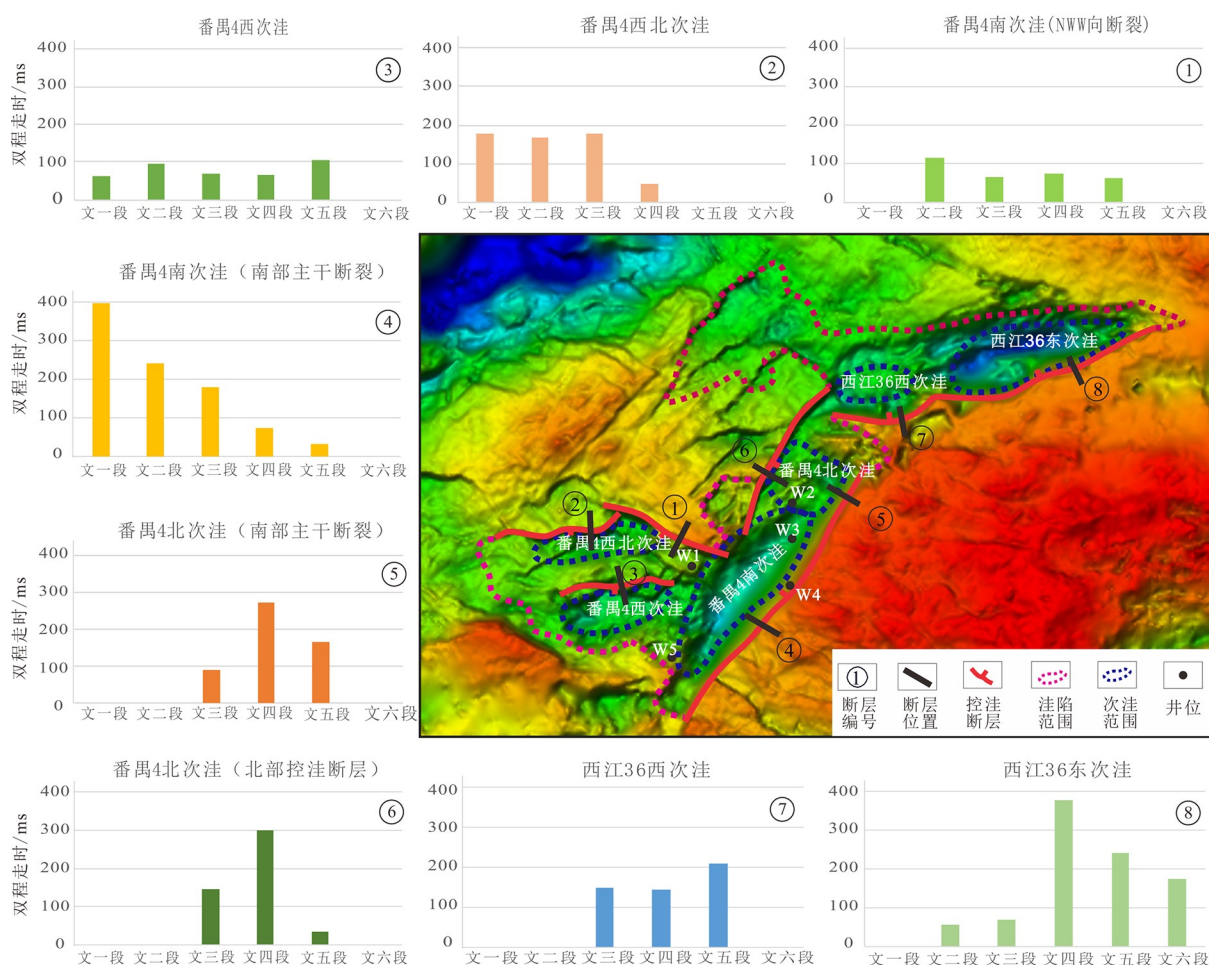 番禺4西次洼
③
双程走时/ms
400
300
200
100
0
文一段 文二段 文三段 文四段 文五段 文六段
番禺4西北次洼
②
400
300
200
100
0
文一段 文二段 文三段 文四段 文五段 文六段
番禺4南次洼(NWW向断裂)
①
400
300
200
100
0
文一段 文二段 文三段 文四段 文五段 文六段
番禺4南次洼（南部主干断裂）
④
双程走时/ms
400
300
200
100
0
文一段 文二段 文三段 文四段 文五段 文六段
番禺4北次洼（南部主干断裂）
⑤
双程走时/ms
400
300
200
100
0
文一段 文二段 文三段 文四段 文五段 文六段
西江36东次洼
西江36西次洼
⑧
⑦
⑥
番禺4北次洼
W2
⑤
②
①
W3
番禺4西北次洼
W1
③
番禺4南次洼
番禺4西次洼
W4
④
W5
①
断层
编号
断层
位置
控洼
断层
洼陷
范围
次洼
范围
井位
番禺4北次洼（北部控洼断层）
⑥
双程走时/ms
400
300
200
100
0
文一段 文二段 文三段 文四段 文五段 文六段
西江36西次洼
⑦
400
300
200
100
0
文一段 文二段 文三段 文四段 文五段 文六段
西江36东次洼
⑧
400
300
200
100
0
文一段 文二段 文三段 文四段 文五段 文六段